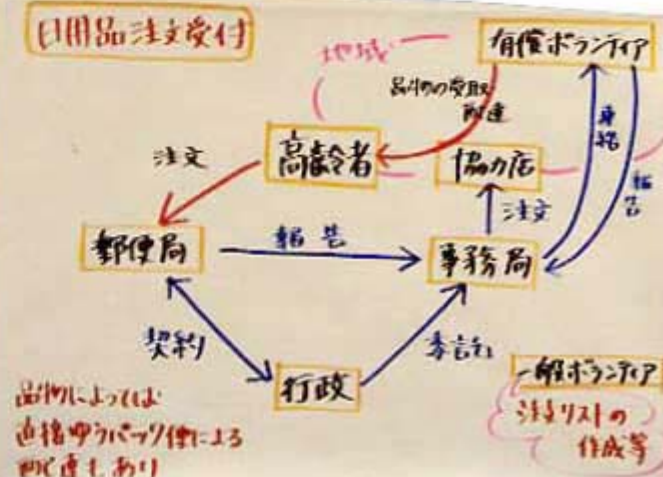 日用品注文受付
有償ボランティア
地域
品物の受取
配達
高齢者
協力店
注文
連絡
報告
注文
郵便局
報告
事務局
契約
委託
行政
一般ボランティア
注文リストの
作成等
品物によっては
直接ゆうパック便による
配達もあり